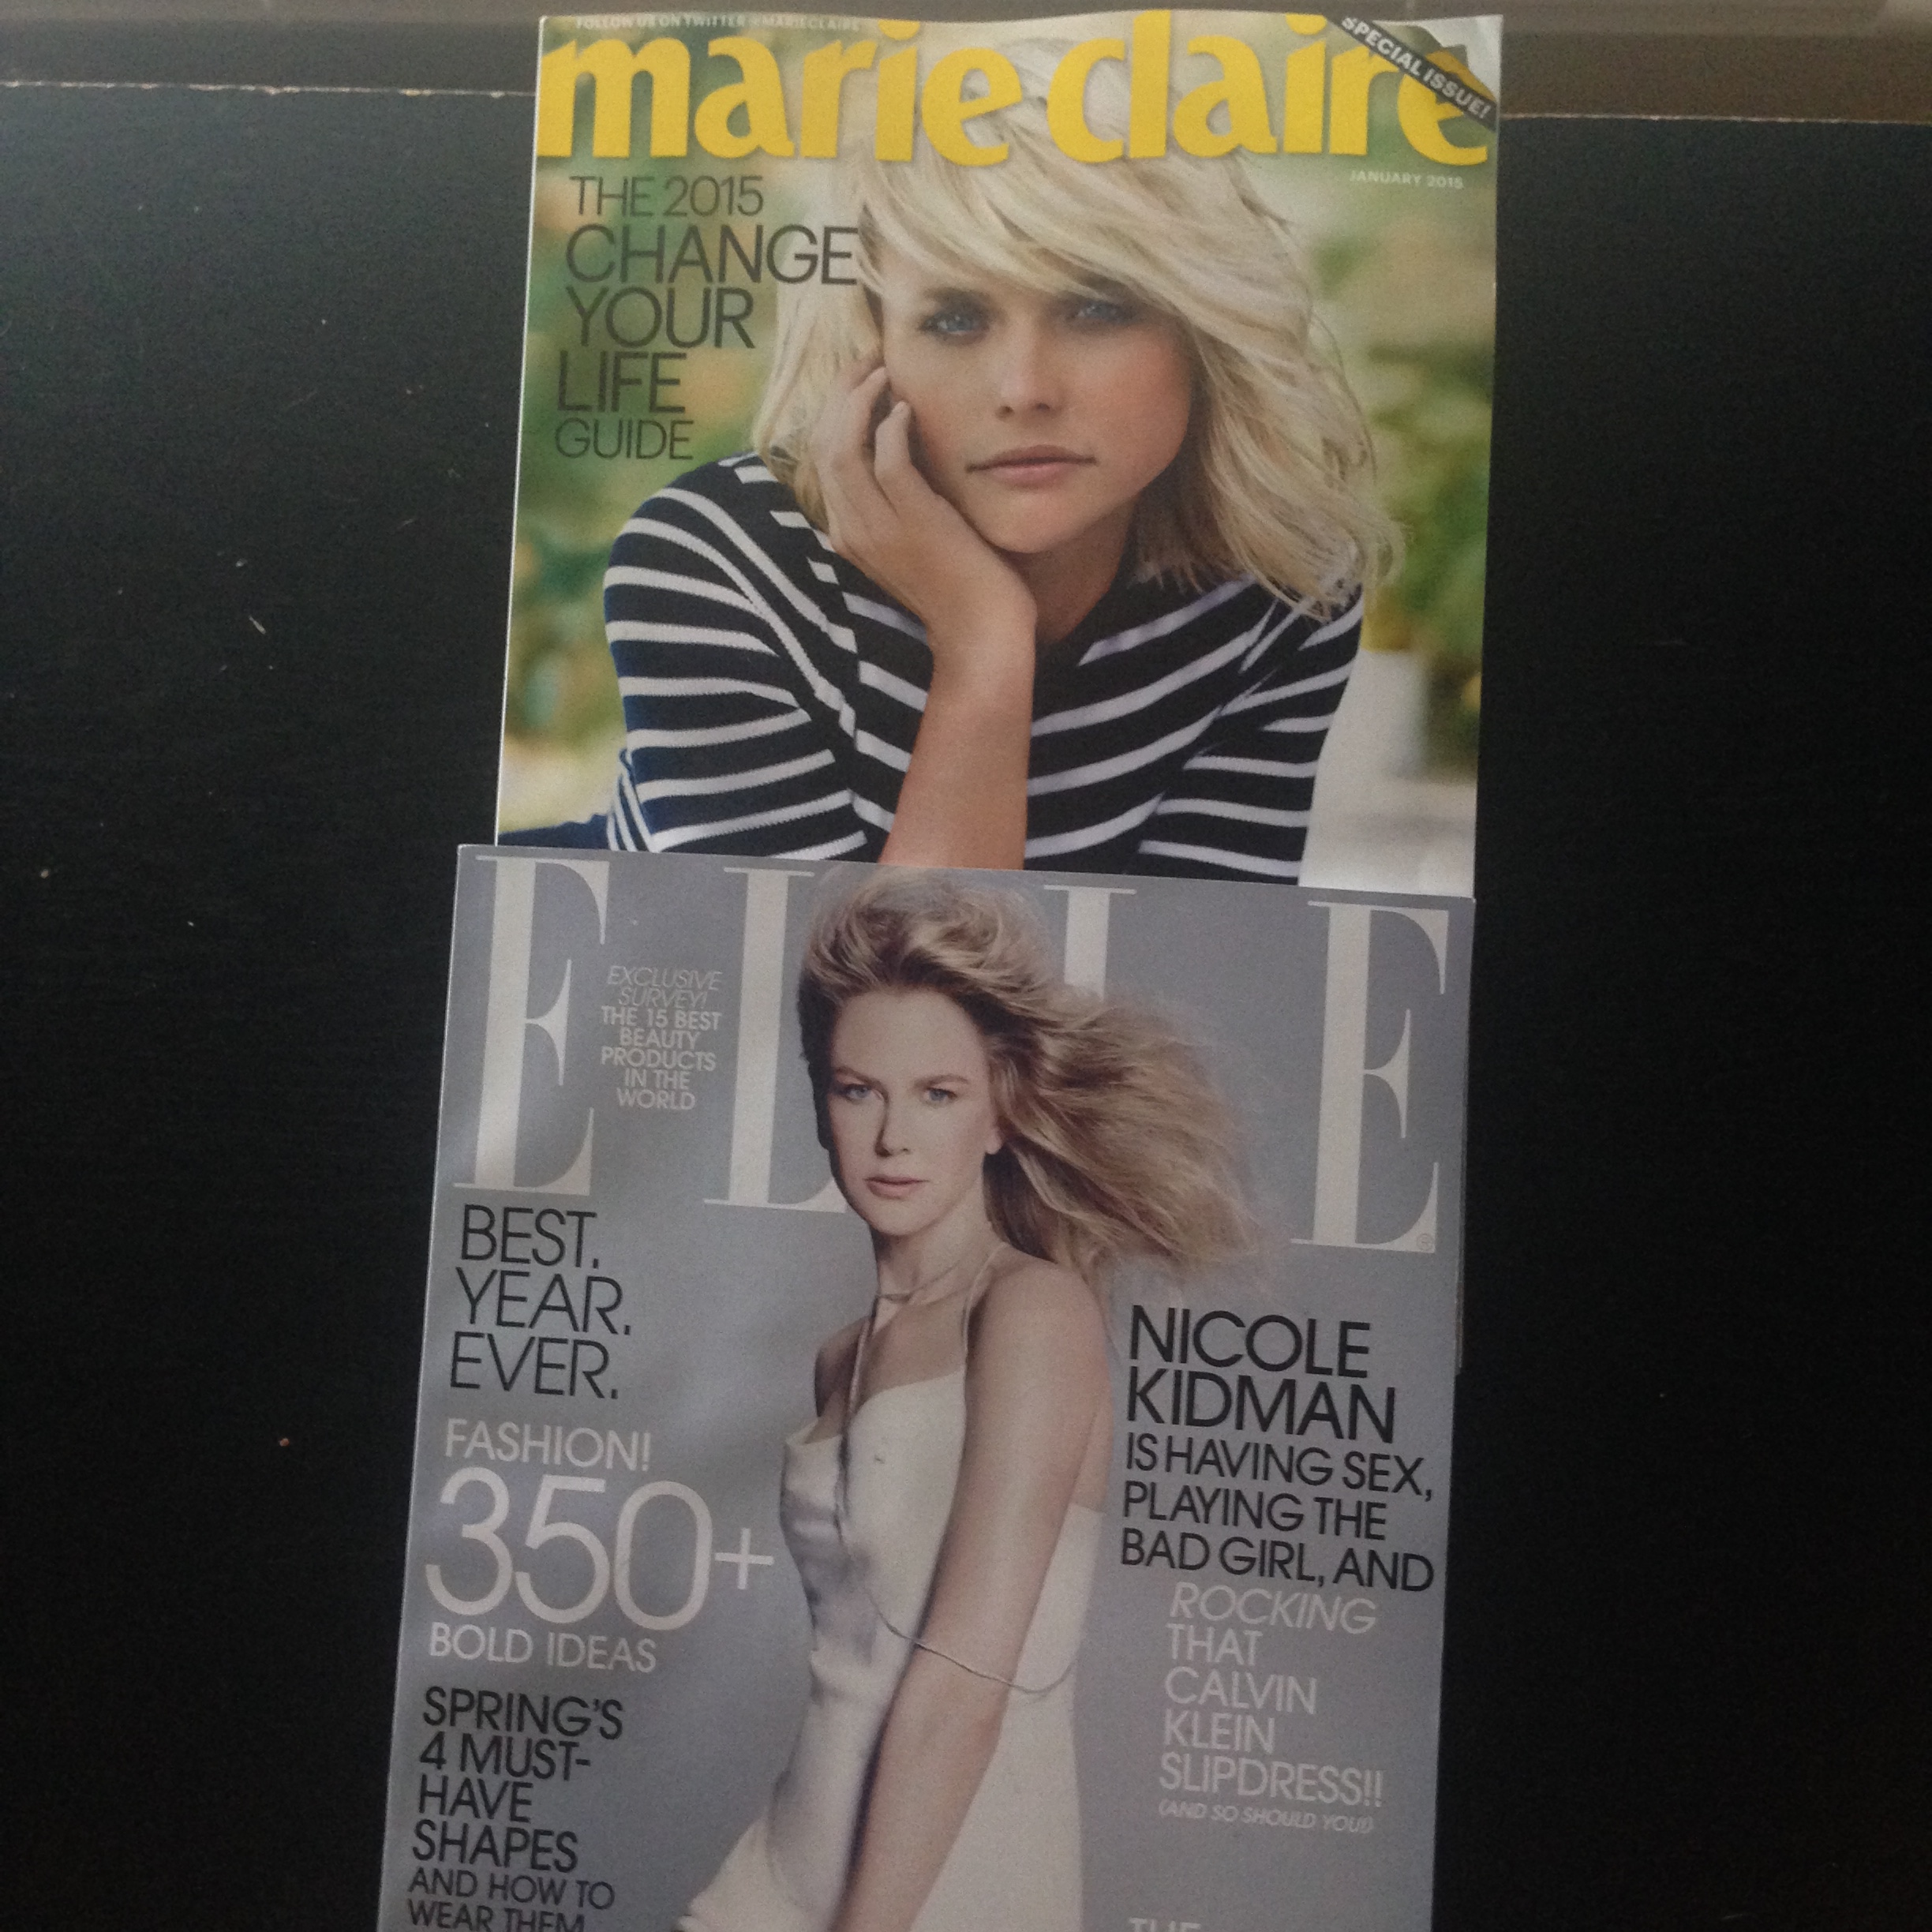 FOLLOW US ON TWITTER @MARIECLAIRE
marie claire
SPECIAL ISSUE!
JANUARY 2015
THE 2015
CHANGE
YOUR
LIFE
GUIDE
ELLE
EXCLUSIVE
SURVEY!
THE 15 BEST
BEAUTY
PRODUCTS
IN THE
WORLD
BEST.
YEAR.
EVER.
FASHION!
350+
BOLD IDEAS
SPRING'S
4 MUST-
HAVE
SHAPES
AND HOW TO
WEAR THEM
NICOLE
KIDMAN
IS HAVING SEX,
PLAYING THE
BAD GIRL, AND
ROCKING
THAT
CALVIN
KLEIN
SLIPDRESS!!
(AND SO SHOULD YOU!)
THE